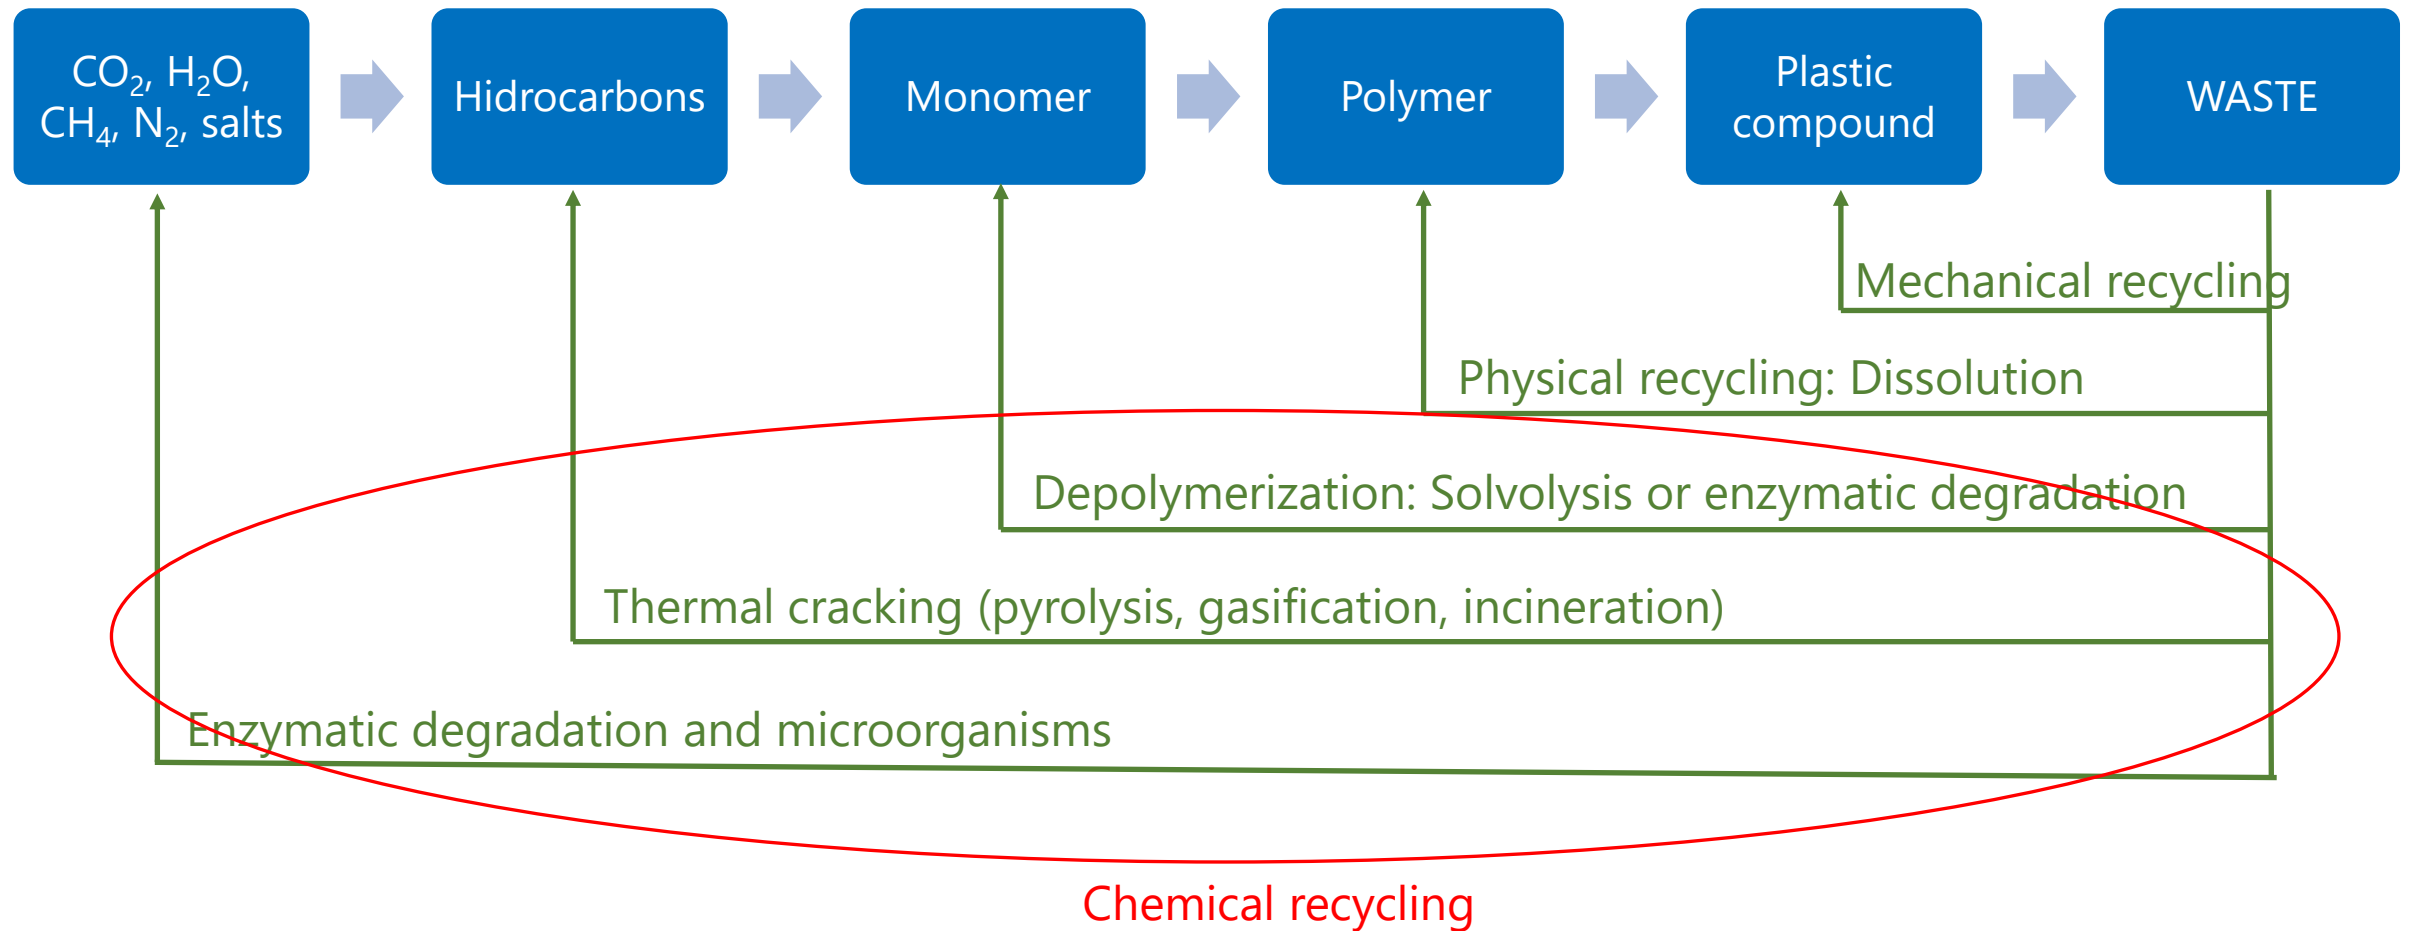 CO₂, H₂O,
CH₄, N₂, salts
Hidrocarbons
Monomer
Polymer
Plastic
compound
WASTE
Mechanical recycling
Physical recycling: Dissolution
Depolymerization: Solvolysis or enzymatic degradation
Thermal cracking (pyrolysis, gasification, incineration)
Enzymatic degradation and microorganisms
Chemical recycling